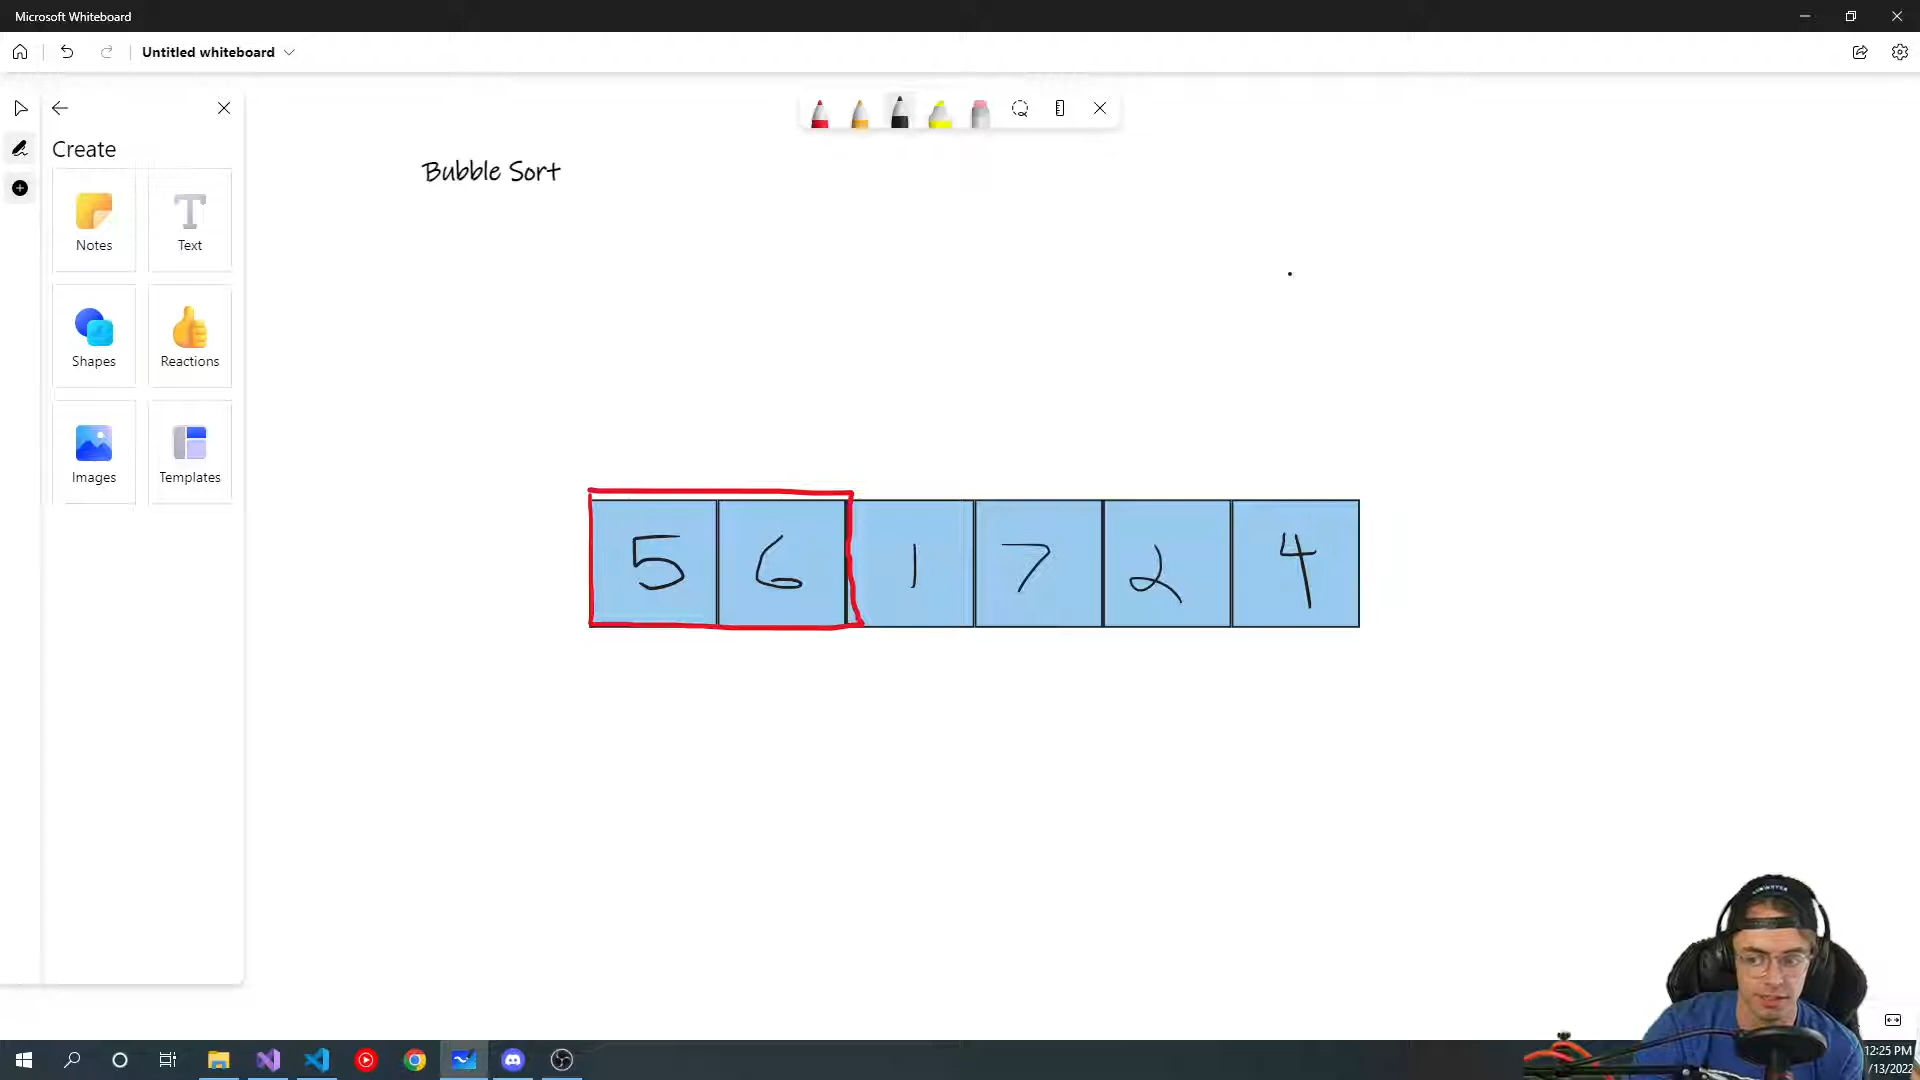 Microsoft Whiteboard
Untitled whiteboard
Create
Bubble Sort
Notes
Text
Shapes
Reactions
Images
Templates
5 6 1 7 2 4
12:25 PM
/13/2022